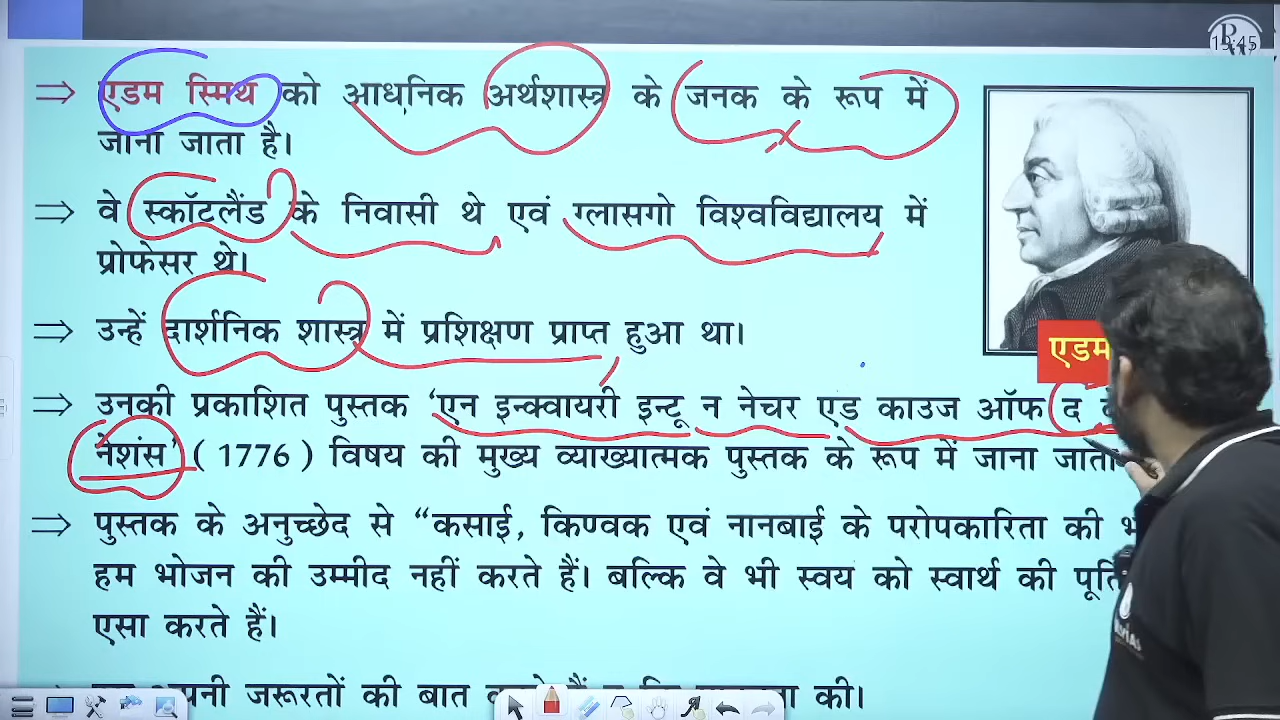 19:45
⇒ एडम स्मिथ को आधुनिक अर्थशास्त्र के जनक के रूप में
जाना जाता है।
⇒ वे स्कॉटलैंड के निवासी थे एवं ग्लासगो विश्वविद्यालय में
प्रोफेसर थे।
⇒ उन्हें दार्शनिक शास्त्र में प्रशिक्षण प्राप्त हुआ था।
एडम
⇒ उनकी प्रकाशित पुस्तक ‘एन इन्क्वायरी इन्टू न नेचर एंड काउज ऑफ द
नेशंस’ ( 1776 ) विषय की मुख्य व्याख्यात्मक पुस्तक के रूप में जाना जाता
⇒ पुस्तक के अनुच्छेद से “कसाई, किण्वक एवं नानबाई के परोपकारिता की
हम भोजन की उम्मीद नहीं करते हैं। बल्कि वे भी स्वय को स्वार्थ की पूर्ति
एसा करते हैं।
जरूरतों की बात की।